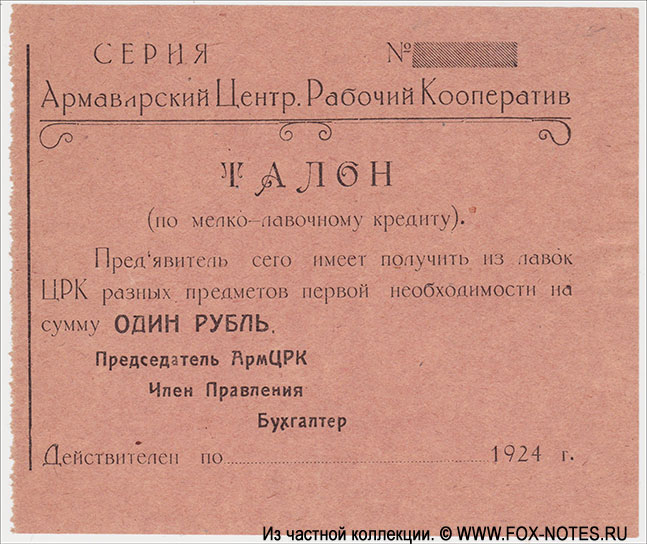 СЕРИЯ №
Армавирский Центр. Рабочий Кооператив
ТАЛОН
(по мелко-лавочному кредиту).
Пред'явитель сего имеет получить из лавок
ЦРК разных предметов первой необходимости на
сумму ОДИН РУБЛЬ.
Председатель АрмЦРК
Член Правления
Бухгалтер
Действителен по 1924 г.
Из частной коллекции. © WWW.FOX-NOTES.RU